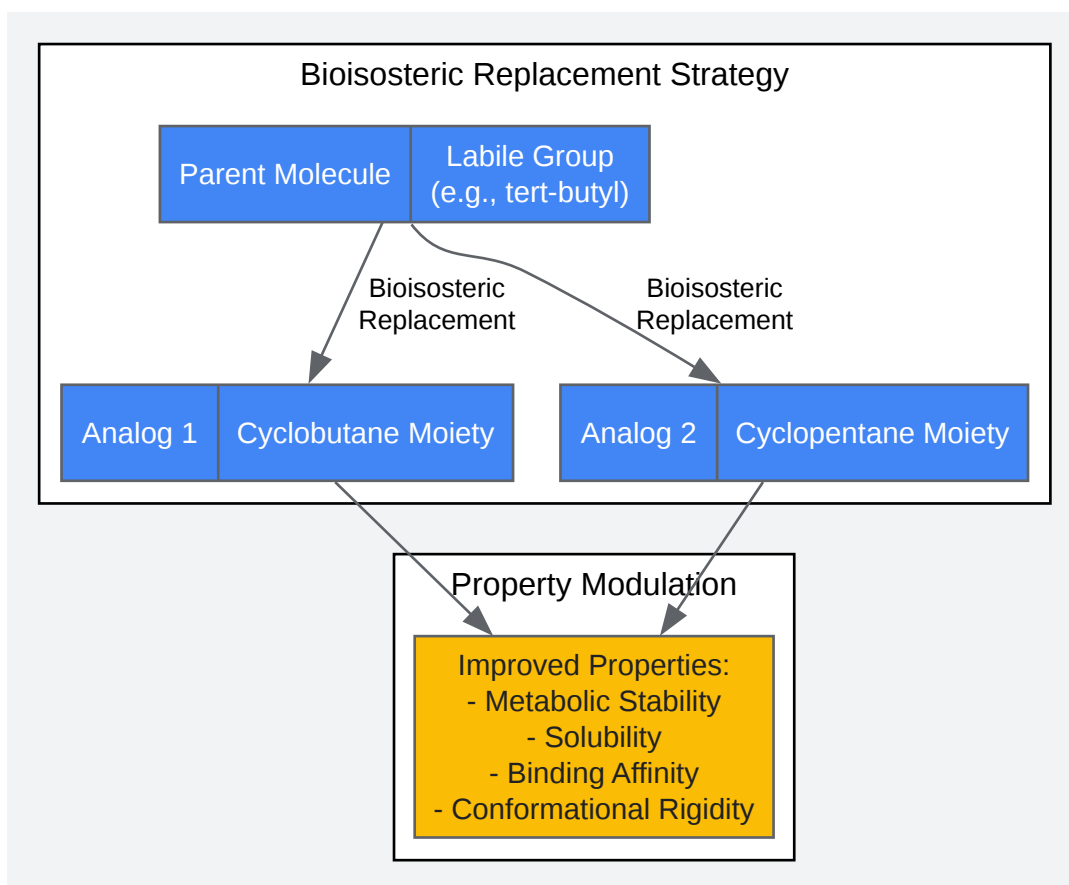 Bioisosteric Replacement Strategy
Parent Molecule
Labile Group
(e.g., tert-butyl)
Bioisosteric
Replacement
Bioisosteric
Replacement
Analog 1
Cyclobutane Moiety
Analog 2
Cyclopentane Moiety
Property Modulation
Improved Properties:
- Metabolic Stability
- Solubility
- Binding Affinity
- Conformational Rigidity